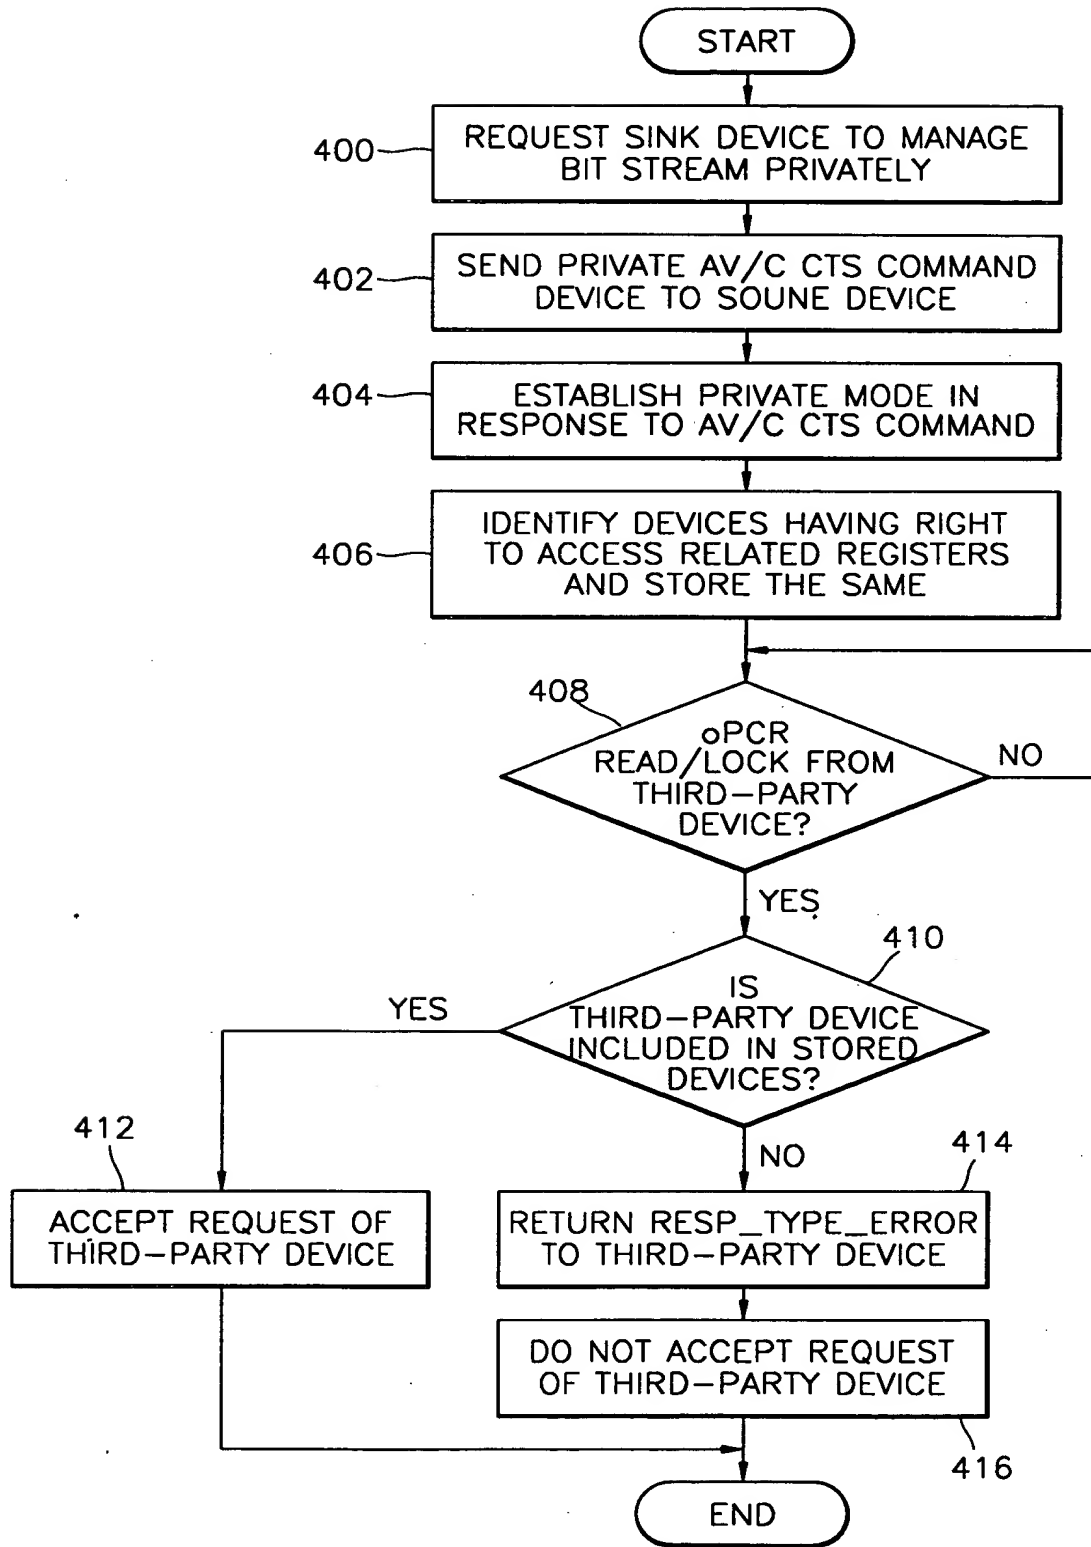 START
400
REQUEST SINK DEVICE TO MANAGE
BIT STREAM PRIVATELY
402
SEND PRIVATE AV/C CTS COMMAND
DEVICE TO SOUNE DEVICE
404
ESTABLISH PRIVATE MODE IN
RESPONSE TO AV/C CTS COMMAND
406
IDENTIFY DEVICES HAVING RIGHT
TO ACCESS RELATED REGISTERS
AND STORE THE SAME
408
oPCR
READ/LOCK FROM
THIRD-PARTY
DEVICE?
NO
YES
410
IS
THIRD-PARTY DEVICE
INCLUDED IN STORED
DEVICES?
YES
NO
412
ACCEPT REQUEST OF
THIRD-PARTY DEVICE
414
RETURN RESP_TYPE_ERROR
TO THIRD-PARTY DEVICE
DO NOT ACCEPT REQUEST
OF THIRD-PARTY DEVICE
416
END